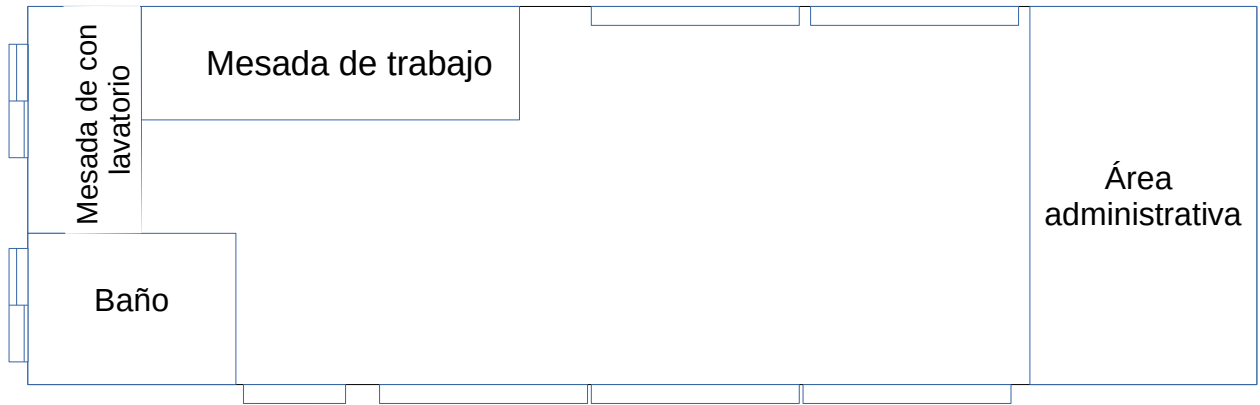 Mesada de con
lavatorio
Mesada de trabajo
Área
administrativa
Baño